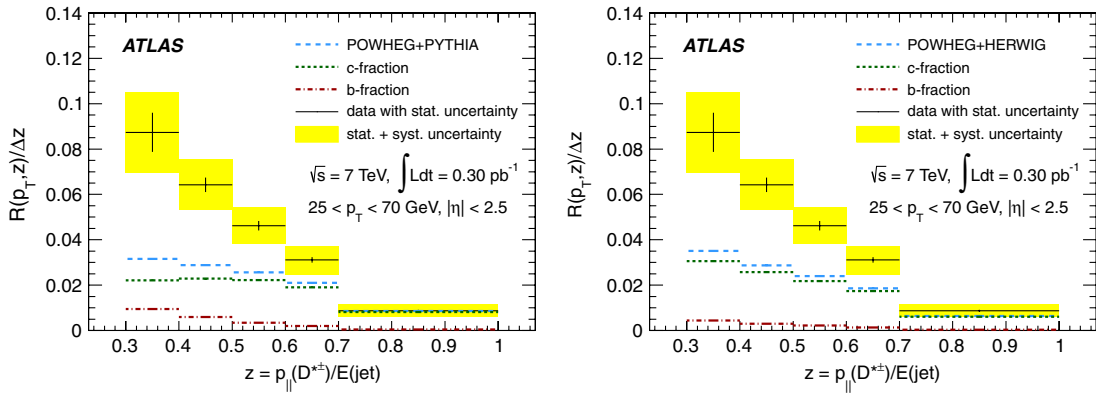 ATLAS
POWHEG+PYTHIA
c-fraction
b-fraction
data with stat. uncertainty
stat. + syst. uncertainty
√s = 7 TeV, ∫Ldt = 0.30 pb⁻¹
25 < p_T < 70 GeV, |η| < 2.5
R(p_T,z)/Δz
0.14
0.12
0.1
0.08
0.06
0.04
0.02
0
0.3 0.4 0.5 0.6 0.7 0.8 0.9 1
z = p_||(D*±)/E(jet)
ATLAS
POWHEG+HERWIG
c-fraction
b-fraction
data with stat. uncertainty
stat. + syst. uncertainty
√s = 7 TeV, ∫Ldt = 0.30 pb⁻¹
25 < p_T < 70 GeV, |η| < 2.5
R(p_T,z)/Δz
0.14
0.12
0.1
0.08
0.06
0.04
0.02
0
0.3 0.4 0.5 0.6 0.7 0.8 0.9 1
z = p_||(D*±)/E(jet)